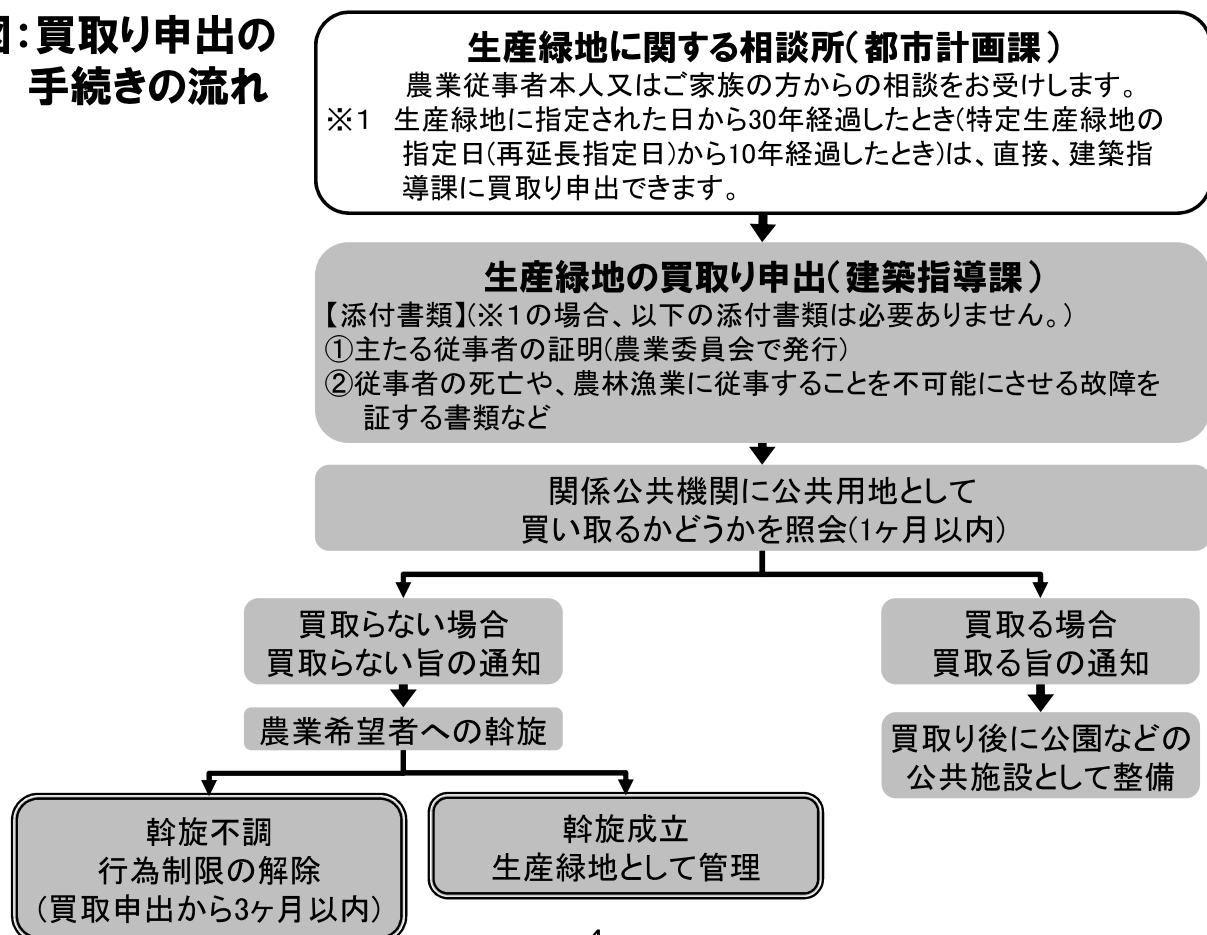 図:買取り申出の
手続きの流れ
生産緑地に関する相談所(都市計画課)
農業従事者本人又はご家族の方からの相談をお受けします。
※1 生産緑地に指定された日から30年経過したとき(特定生産緑地の
指定日(再延長指定日)から10年経過したとき)は、直接、建築指
導課に買取り申出できます。
生産緑地の買取り申出(建築指導課)
【添付書類】(※1の場合、以下の添付書類は必要ありません。)
①主たる従事者の証明(農業委員会で発行)
②従事者の死亡や、農林漁業に従事することを不可能にさせる故障を
証する書類など
関係公共機関に公共用地として
買い取るかどうかを照会(1ヶ月以内)
買取らない場合
買取らない旨の通知
買取る場合
買取る旨の通知
農業希望者への斡旋
買取り後に公園などの
公共施設として整備
斡旋不調
行為制限の解除
(買取申出から3ヶ月以内)
斡旋成立
生産緑地として管理